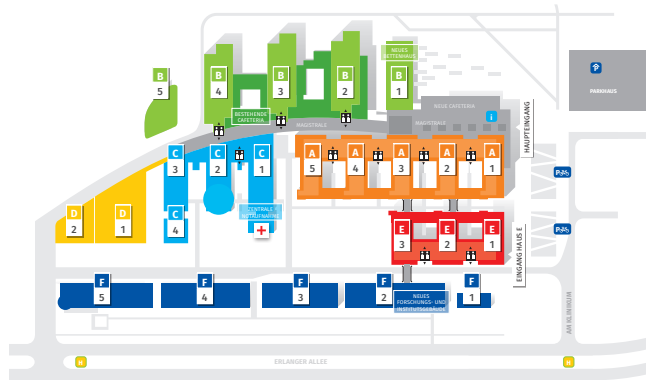 B
5
B
4
B
3
B
2
NEUES
BETTENHAUS
B
1
P
PARKHAUS
BESTEHENDE
CAFETERIA
MAGISTRALE
NEUE CAFETERIA
MAGISTRALE
i
HAUPTEINGANG
C
3
C
2
C
1
A
5
A
4
A
3
A
2
A
1
P
D
2
D
1
C
4
ZENTRALE
NOTAUFNAHME
E
3
E
2
E
1
P
EINGANG HAUS E
F
5
F
4
F
3
F
2
F
1
NEUES
FORSCHUNGS- UND
INSTITUTSGEBÄUDE
AM KLINIKUM
H
ERLANGER ALLEE
H